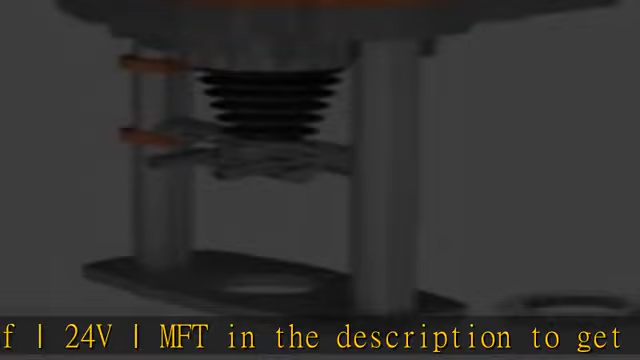 f | 24V | MFT in the description to get